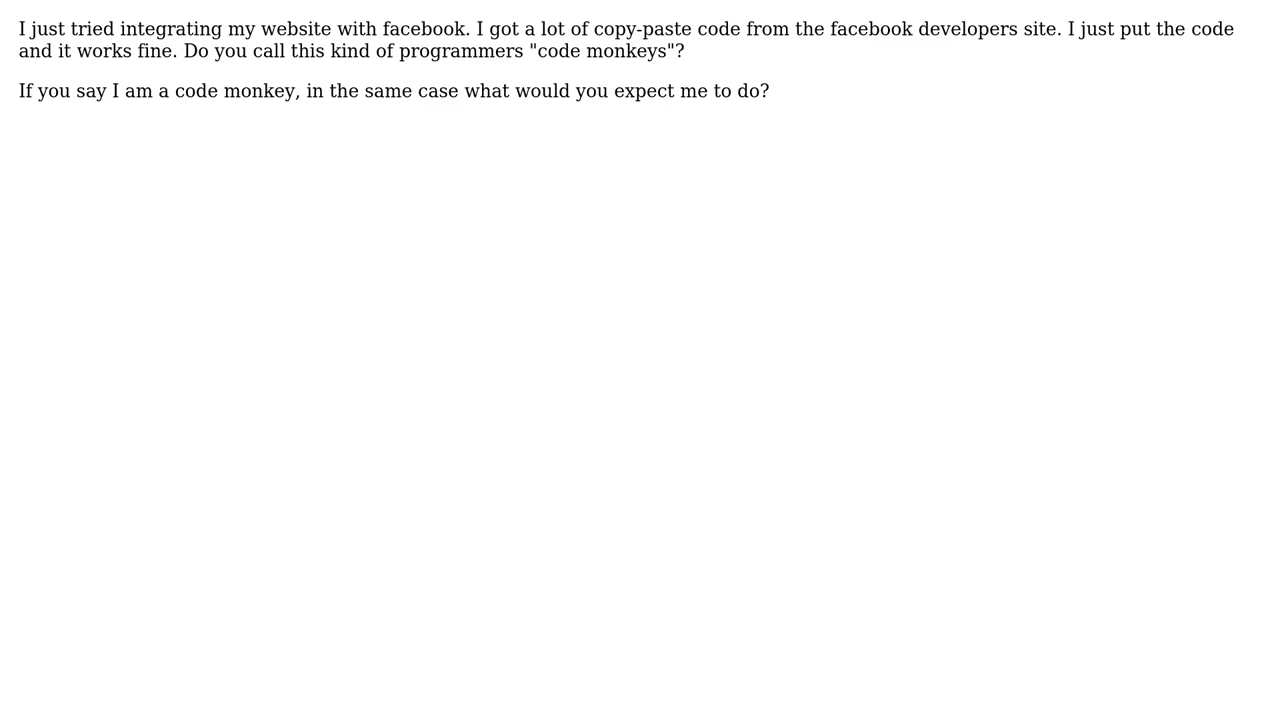 I just tried integrating my website with facebook. I got a lot of copy-paste code from the facebook developers site. I just put the code
and it works fine. Do you call this kind of programmers "code monkeys"?
If you say I am a code monkey, in the same case what would you expect me to do?